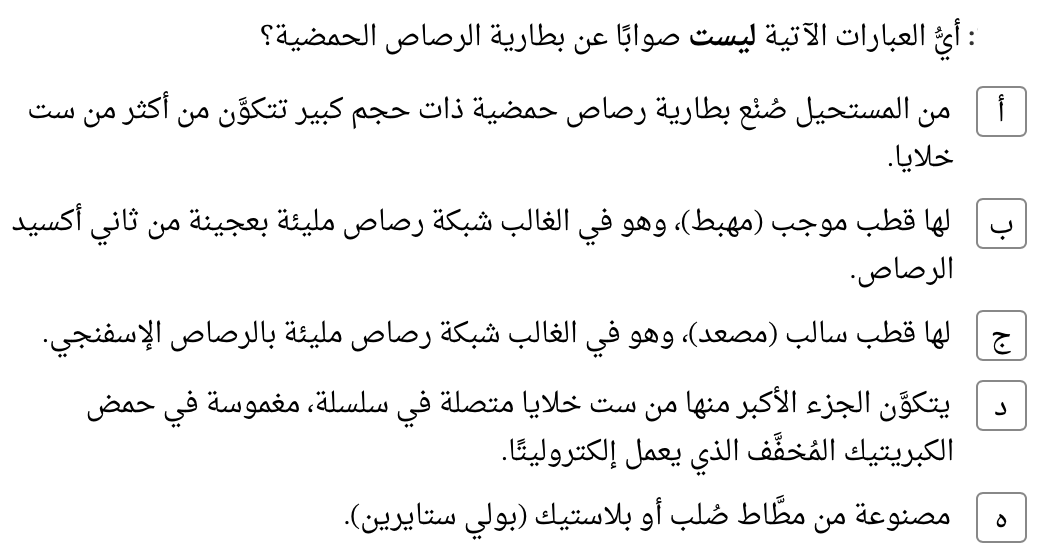 : أيُّ العبارات الآتية ليست صوابًا عن بطارية الرصاص الحمضية؟
أ من المستحيل صُنْع بطارية رصاص حمضية ذات حجم كبير تتكوَّن من أكثر من ست
خلايا.
ب لها قطب موجب (مهبط)، وهو في الغالب شبكة رصاص مليئة بعجينة من ثاني أكسيد
الرصاص.
ج لها قطب سالب (مصعد)، وهو في الغالب شبكة رصاص مليئة بالرصاص الإسفنجي.
د يتكوَّن الجزء الأكبر منها من ست خلايا متصلة في سلسلة، مغموسة في حمض
الكبريتيك المُخفَّف الذي يعمل إلكتروليتًا.
ه مصنوعة من مطَّاط صُلب أو بلاستيك (بولي ستايرين).